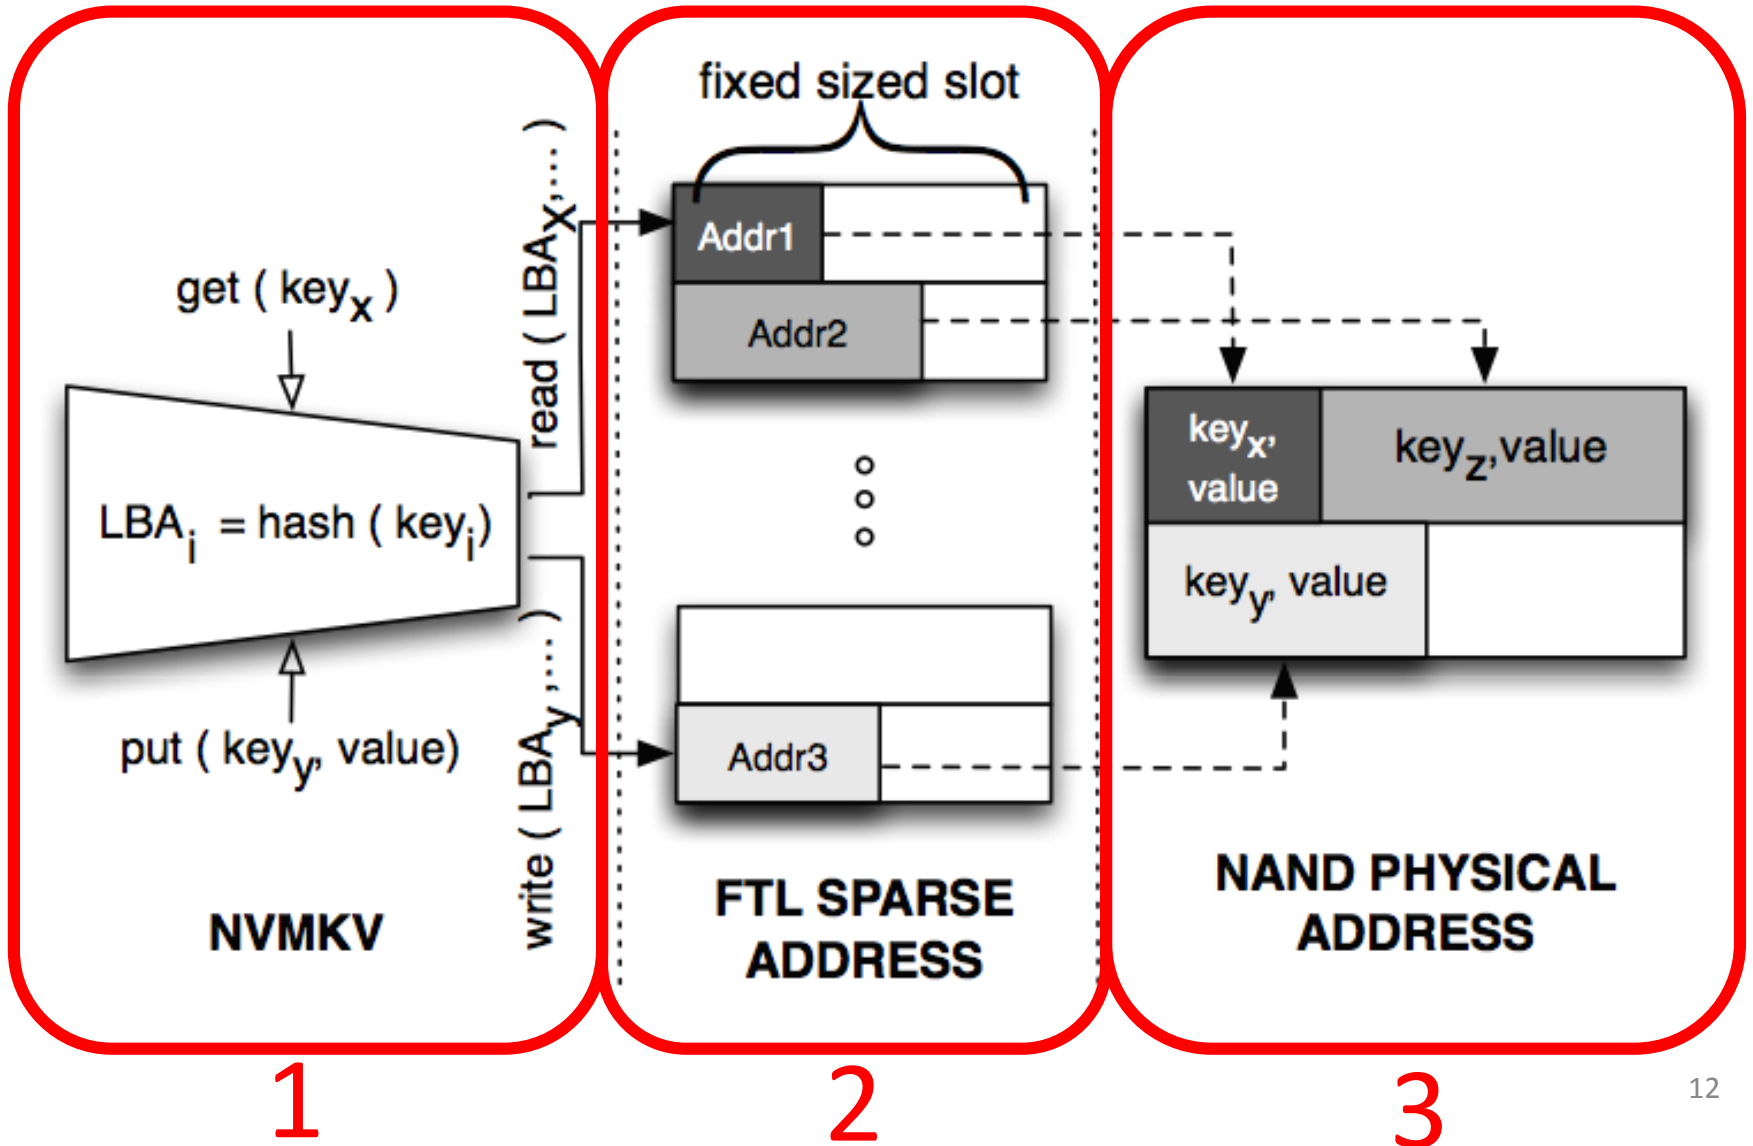 get ( keyx )
LBAi = hash ( keyi)
put ( keyy, value)
NVMKV
read ( LBAX,... )
write ( LBAy,... )
fixed sized slot
Addr1
Addr2
Addr3
FTL SPARSE
ADDRESS
keyx,
value
keyz,value
keyy, value
NAND PHYSICAL
ADDRESS
1
2
3
12